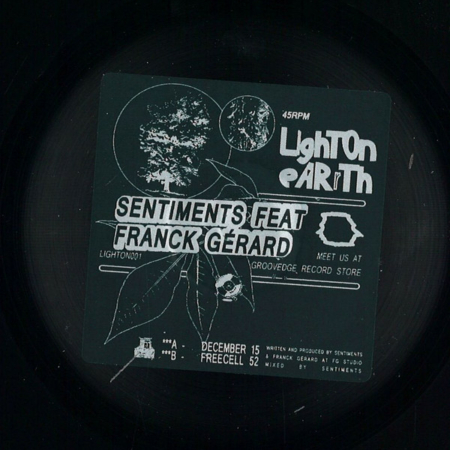 45RPM
LighTOn
eARiTh
SENTIMENTS FEAT
FRANCK GÉRARD
LIGHTON001
MEET US AT
GROOVEDGE RECORD STORE
***A - DECEMBER 15
***B - FREECELL 52
WRITTEN AND PRODUCED BY SENTIMENTS
& FRANCK GÉRARD AT FG STUDIO
MIXED BY SENTIMENTS